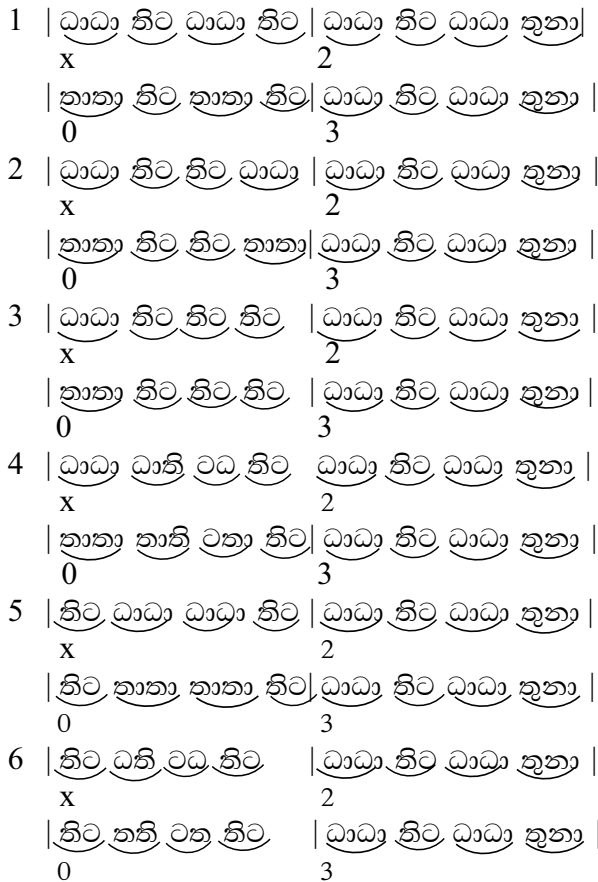 1 | ධාධා තිට ධාධා තිට | ධාධා තිට ධාධා තුනා|
x 2
| තාතා තිට තාතා තිට| ධාධා තිට ධාධා තුනා |
0 3
2 | ධාධා තිට තිට ධාධා | ධාධා තිට ධාධා තුනා |
x 2
| තාතා තිට තිට තාතා| ධාධා තිට ධාධා තුනා |
0 3
3 | ධාධා තිට තිට තිට | ධාධා තිට ධාධා තුනා |
x 2
| තාතා තිට තිට තිට | ධාධා තිට ධාධා තුනා |
0 3
4 | ධාධා ධාති ටධ තිට ධාධා තිට ධාධා තුනා |
x 2
| තාතා තාති ටතා තිට| ධාධා තිට ධාධා තුනා |
0 3
5 | තිට ධාධා ධාධා තිට | ධාධා තිට ධාධා තුනා |
x 2
| තිට තාතා තාතා තිට| ධාධා තිට ධාධා තුනා |
0 3
6 | තිට ධති ටධ තිට | ධාධා තිට ධාධා තුනා |
x 2
| තිට තති ටත තිට | ධාධා තිට ධාධා තුනා |
0 3